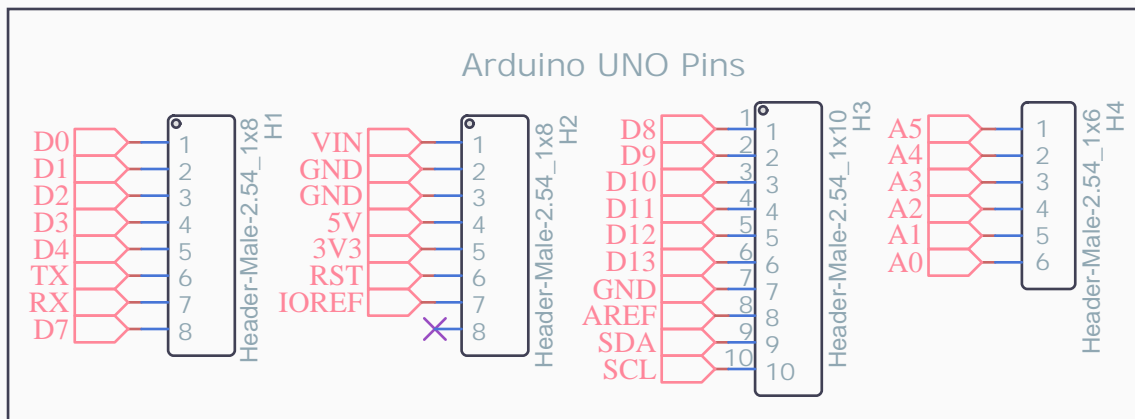 Arduino UNO Pins
D0 1
D1 2
D2 3
D3 4
D4 5
TX 6
RX 7
D7 8
Header-Male-2.54_1x8
H1
VIN 1
GND 2
GND 3
5V 4
3V3 5
RST 6
IOREF 7
8
Header-Male-2.54_1x8
H2
D8 1 1
D9 2 2
D10 3 3
D11 4 4
D12 5 5
D13 6 6
GND 7 7
AREF 8 8
SDA 9 9
SCL 10 10
Header-Male-2.54_1x10
H3
A5 1
A4 2
A3 3
A2 4
A1 5
A0 6
Header-Male-2.54_1x6
H4